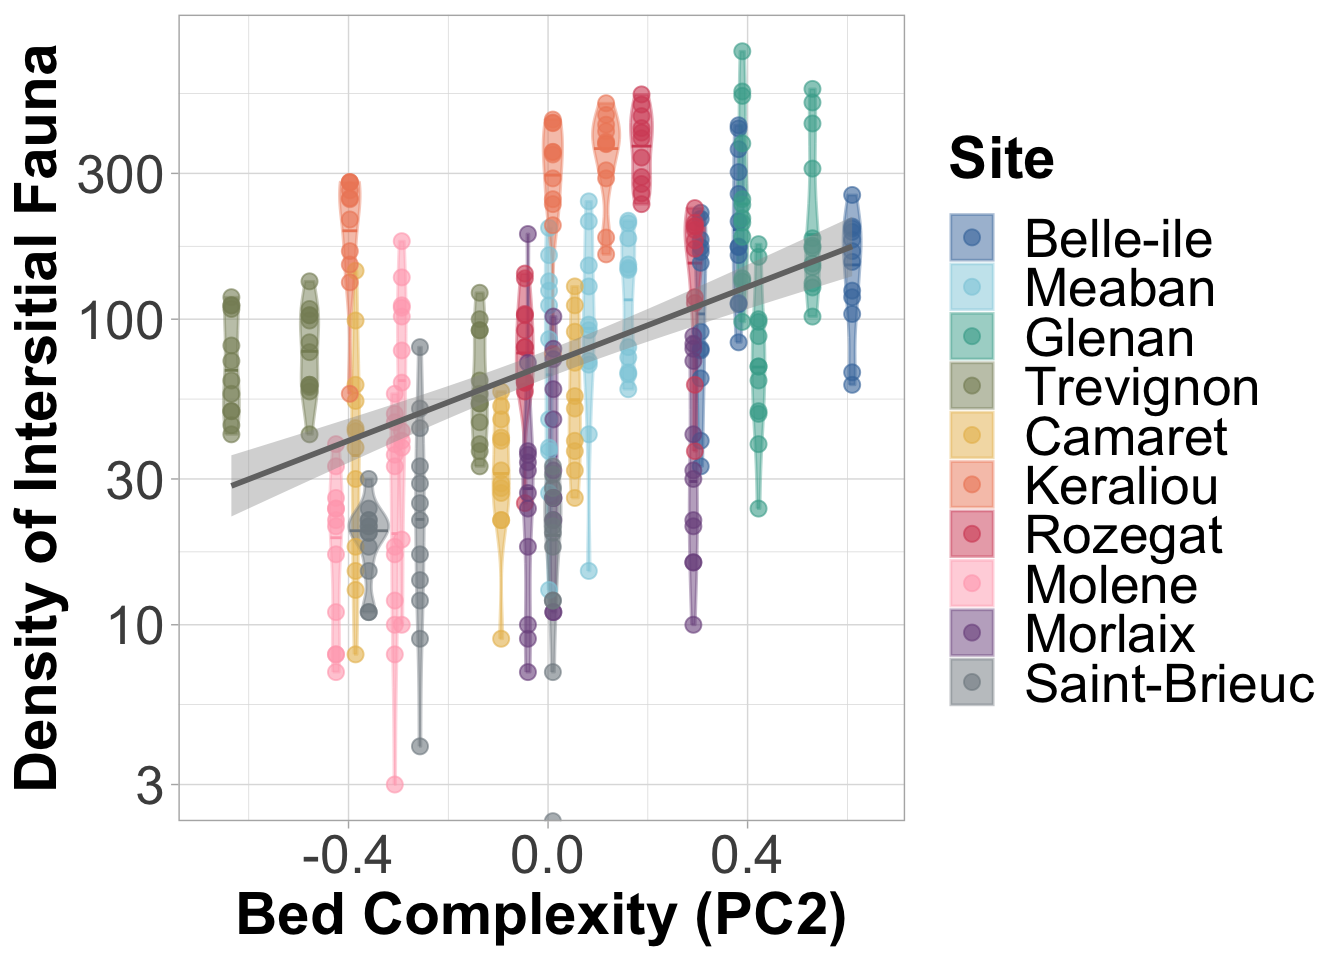 Density of Intersitial Fauna
300
100
30
10
3
-0.4
0.0
0.4
Bed Complexity (PC2)
Site
Belle-ile
Meaban
Glenan
Trevignon
Camaret
Keraliou
Rozegat
Molene
Morlaix
Saint-Brieuc